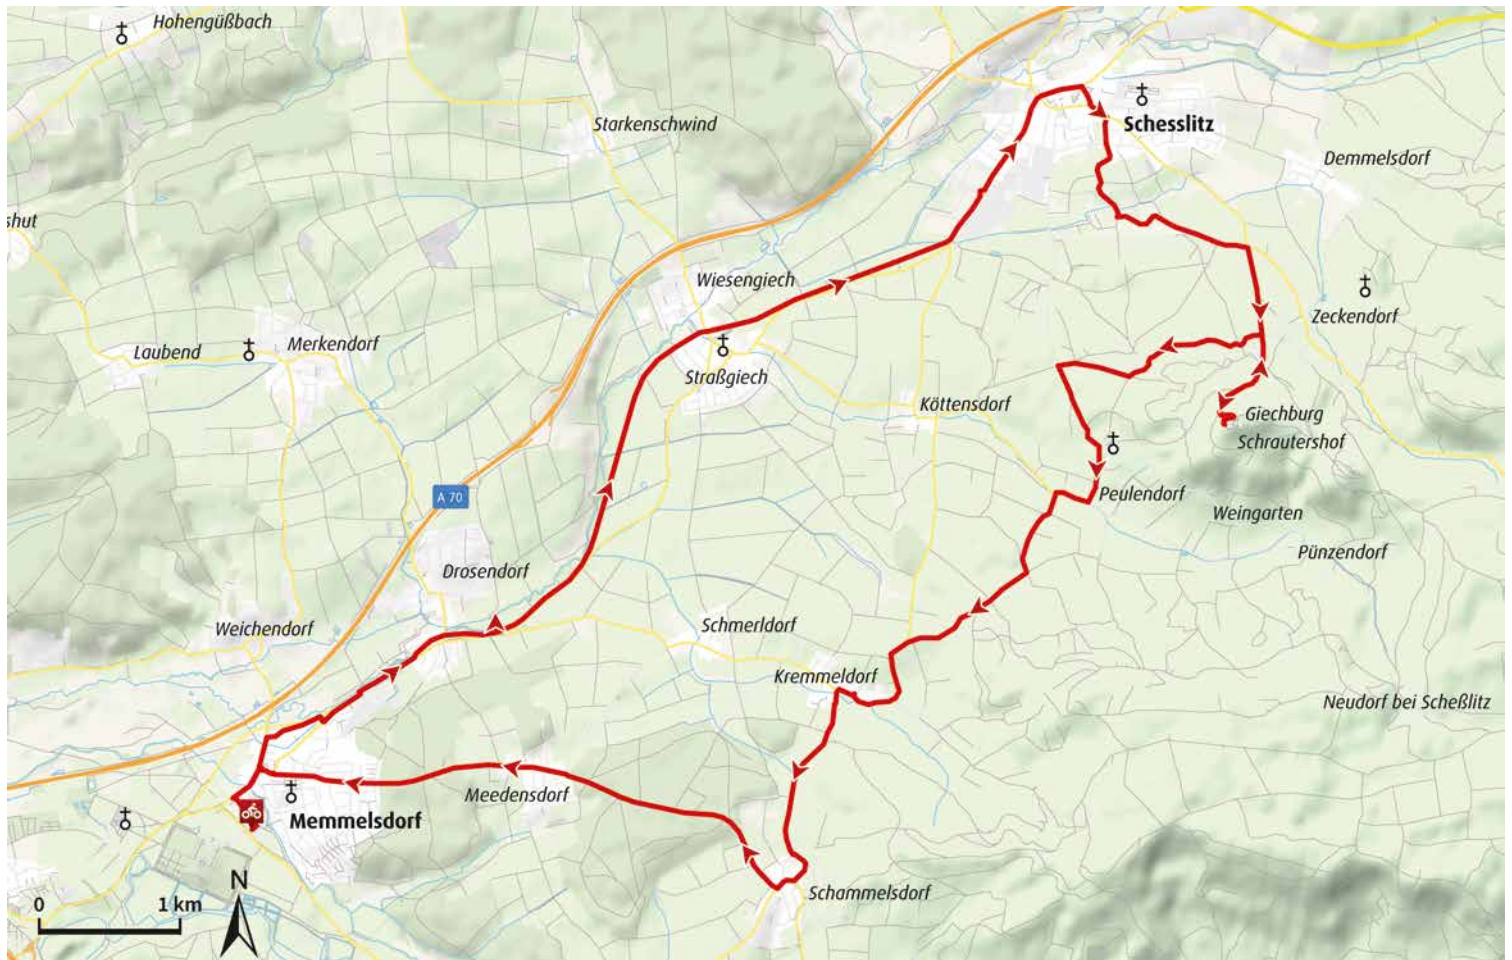 Hohengüßbach
Starkenschwind
Schesslitz
Demmelsdorf
shut
Wiesengiech
Zeckendorf
Laubend
Merkendorf
Straßgiech
Köttensdorf
Giechburg
Schrautershof
A 70
Peulendorf
Weingarten
Pünzendorf
Drosendorf
Weichendorf
Schmerldorf
Kremmeldorf
Neudorf bei Scheßlitz
Meedensdorf
Memmelsdorf
Schammelsdorf
N
0 1 km